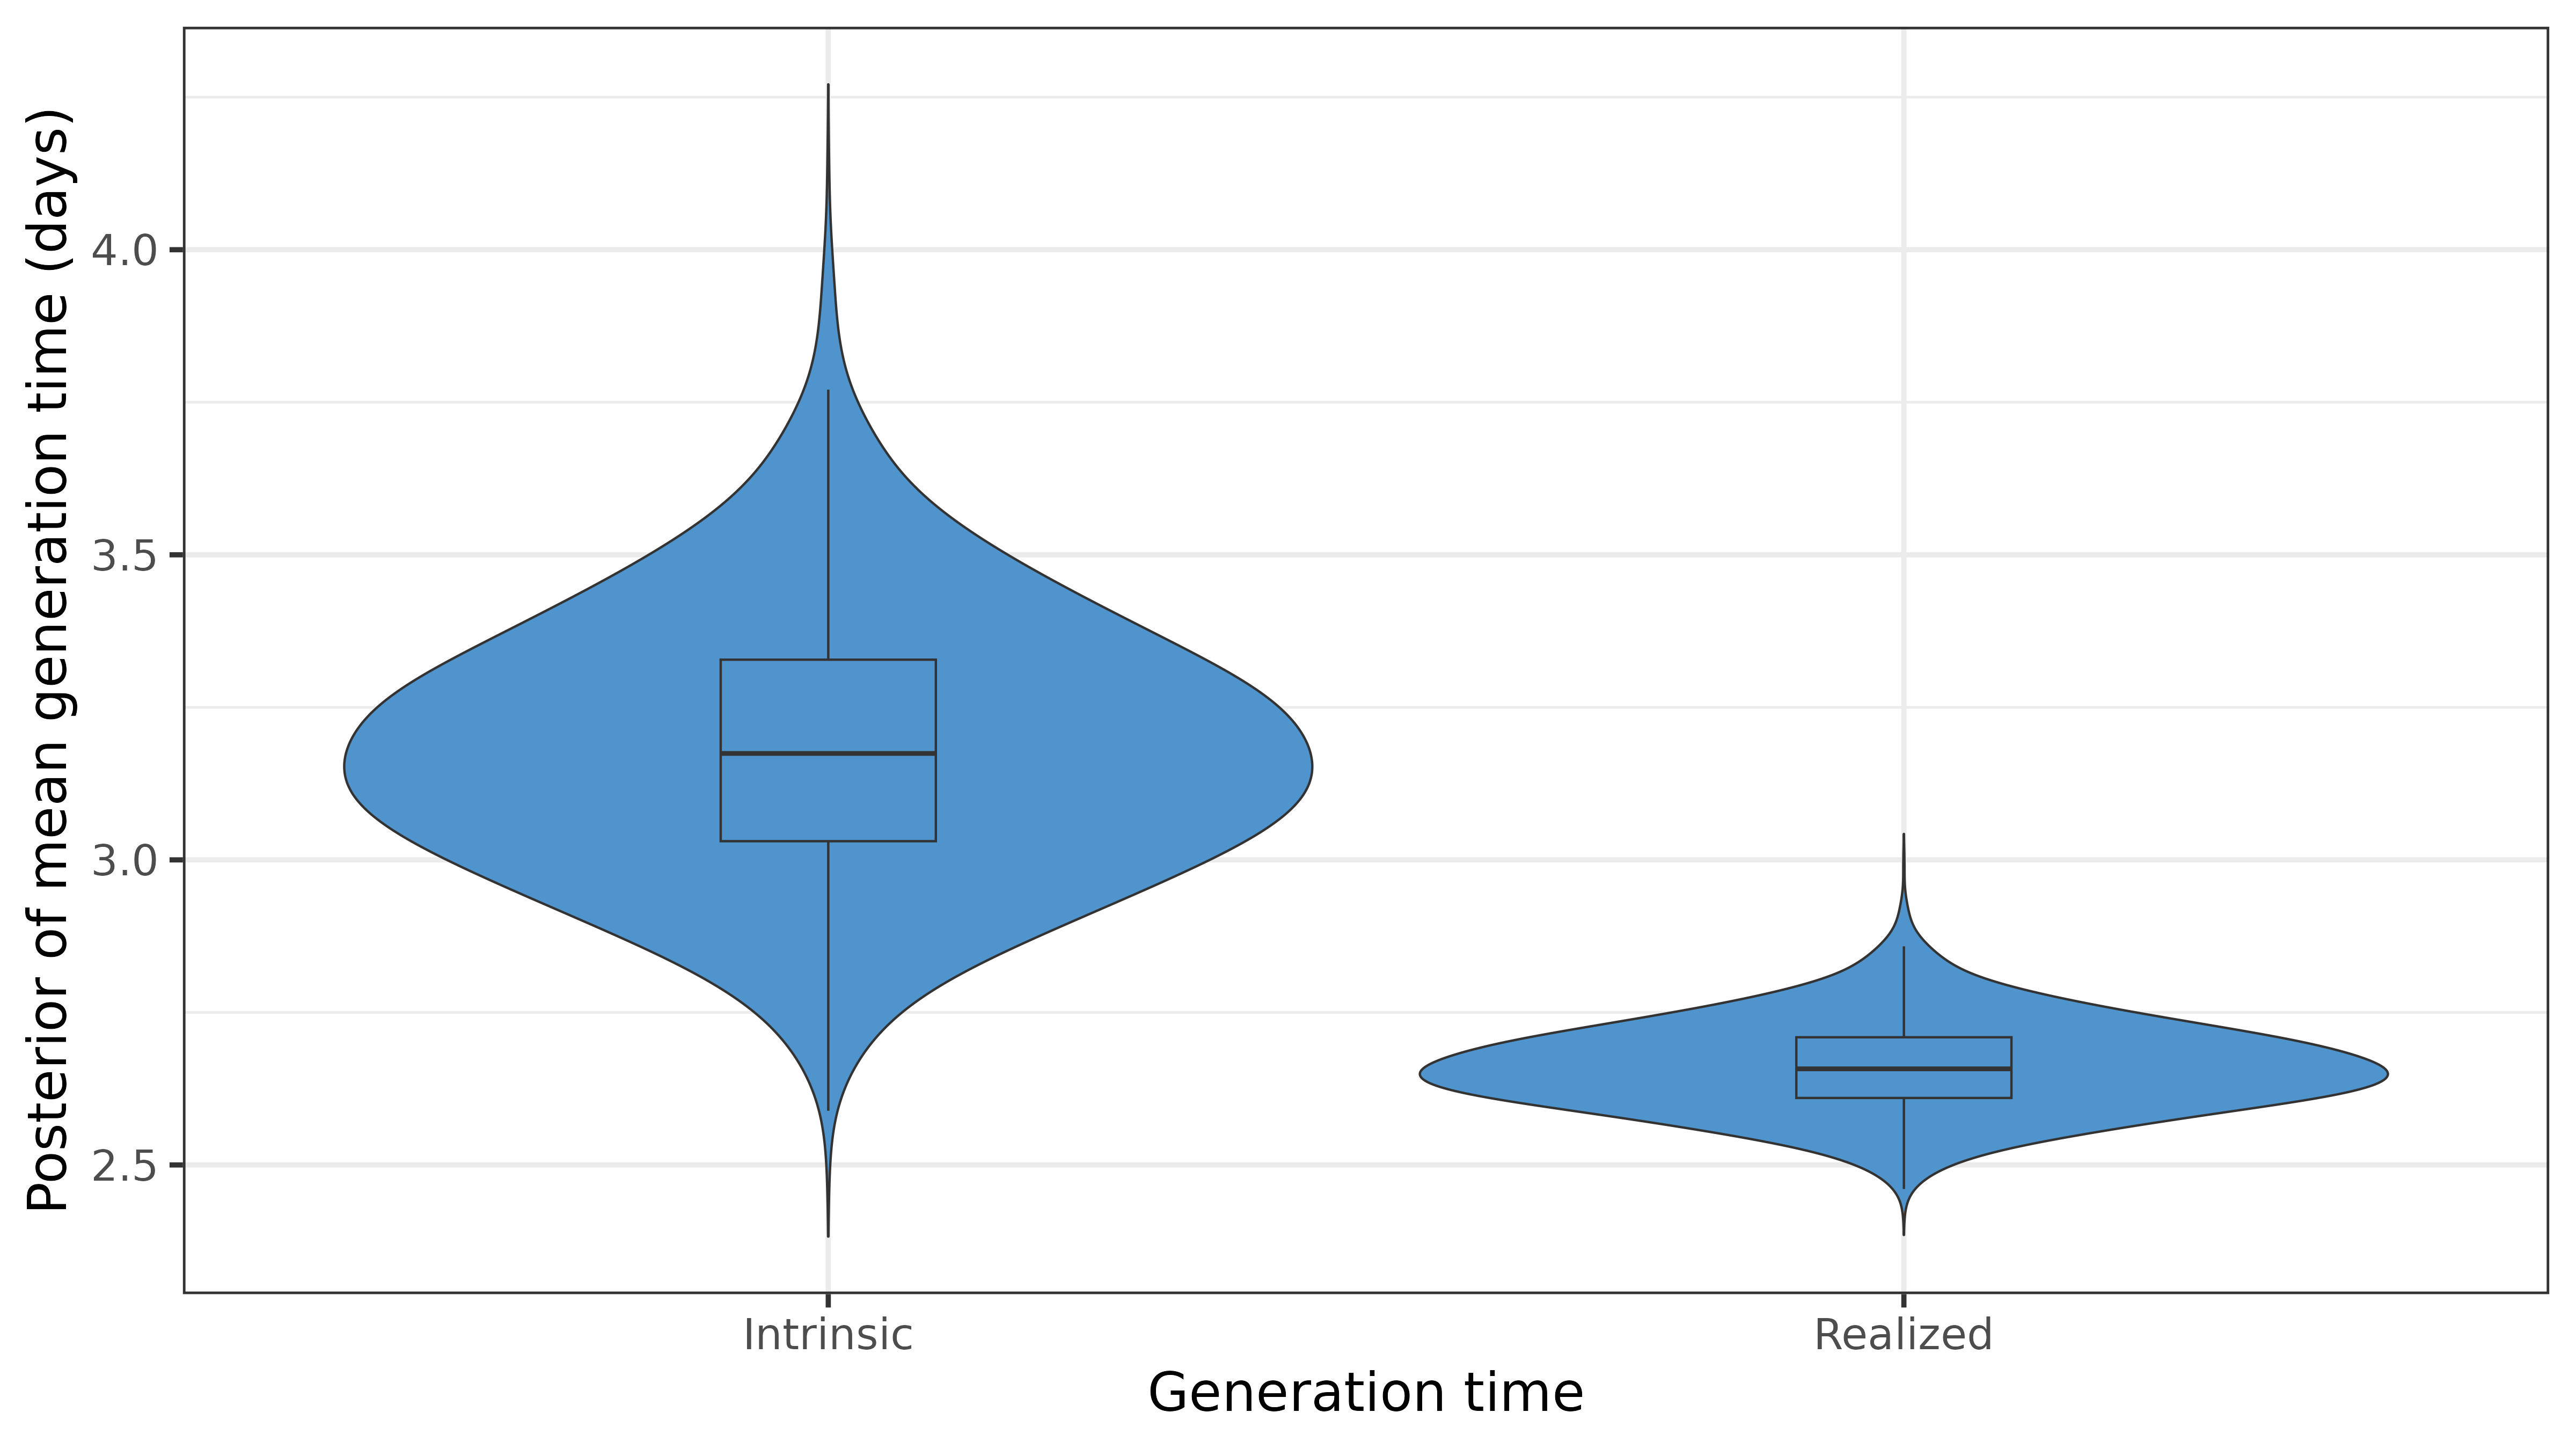 Posterior of mean generation time (days)
4.0
3.5
3.0
2.5
Intrinsic
Realized
Generation time